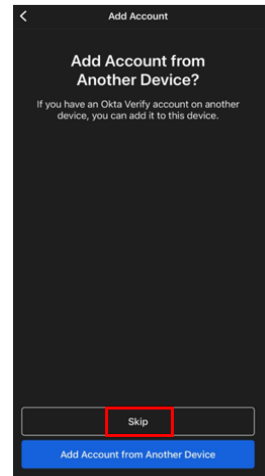 Add Account
Add Account from
Another Device?
If you have an Okta Verify account on another
device, you can add it to this device.
Skip
Add Account from Another Device